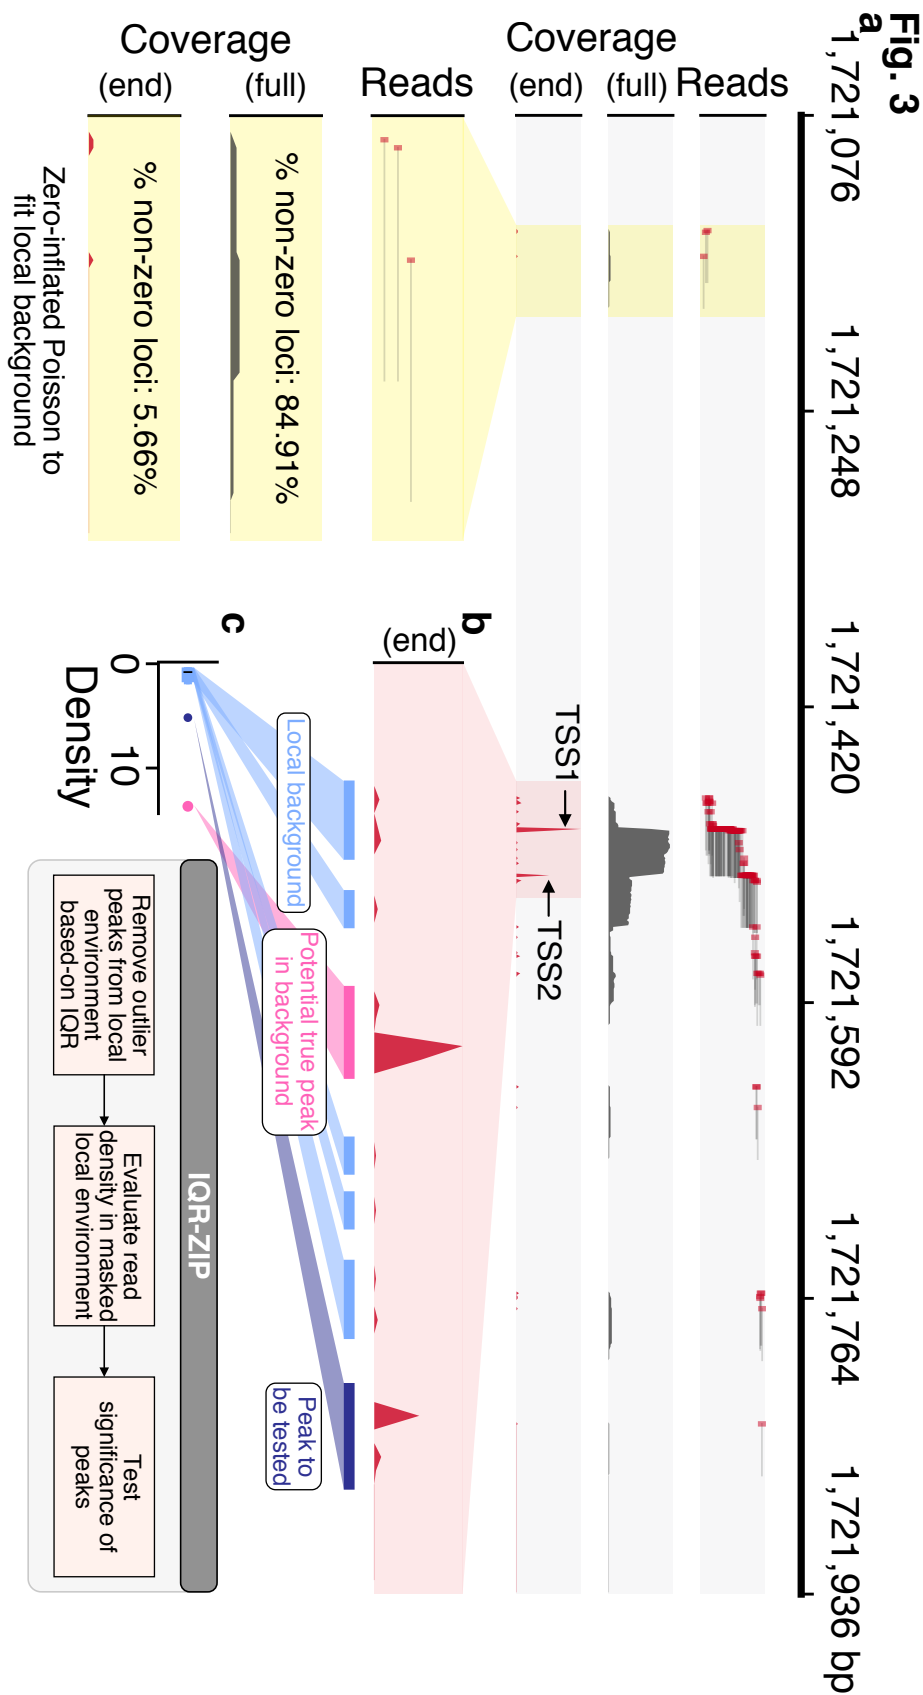 Fig. 3
a
1,721,076
1,721,248
1,721,420
1,721,592
1,721,764
1,721,936 bp
Reads
Coverage
(full)
(end)
TSS1
TSS2
Reads
Coverage
(full)
% non-zero loci: 84.91%
(end)
% non-zero loci: 5.66%
Zero-inflated Poisson to
fit local background
b
(end)
Local background
Potential true peak
in background
Peak to
be tested
c
0
10
Density
IQR-ZIP
Remove outlier
peaks from local
environment
based-on IQR
Evaluate read
density in masked
local environment
Test
significance of
peaks